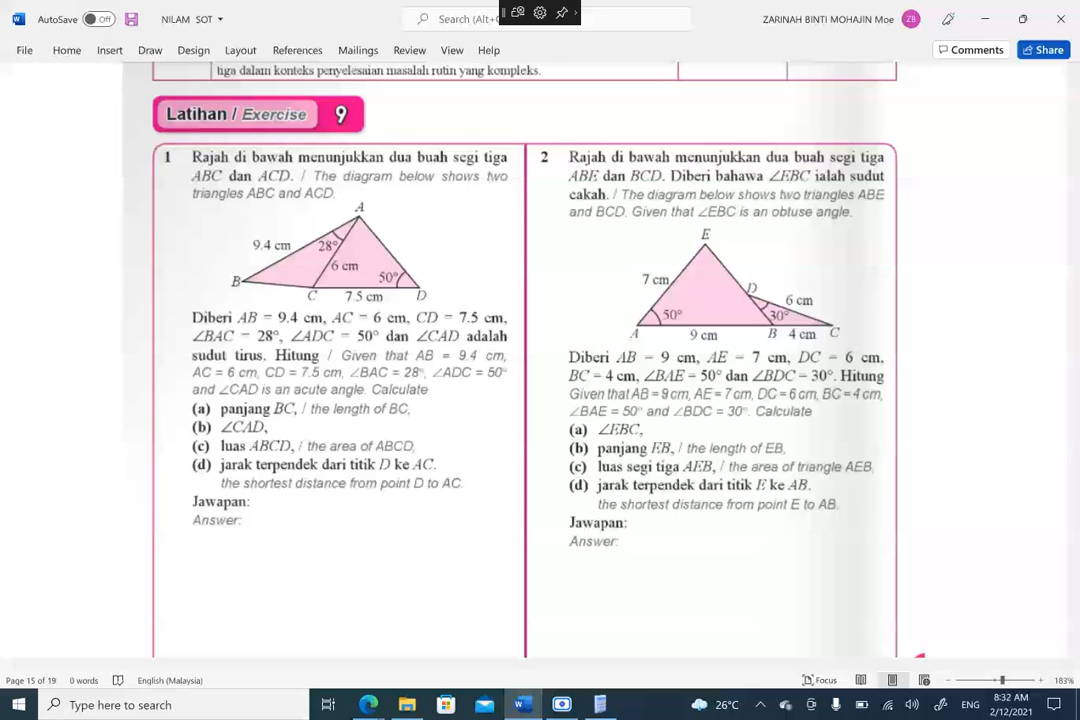 AutoSave Off NILAM SOT Search (Alt+ ZARINAH BINTI MOHAJIN Moe ZB
File Home Insert Draw Design Layout References Mailings Review View Help Comments Share
tiga dalam konteks penyelesaian masalah rutin yang kompleks.
Latihan / Exercise 9
1 Rajah di bawah menunjukkan dua buah segi tiga
ABC dan ACD. / The diagram below shows two
triangles ABC and ACD.
A
9.4 cm 28°
6 cm 50°
B
C 7.5 cm D
Diberi AB = 9.4 cm, AC = 6 cm, CD = 7.5 cm,
∠BAC = 28°, ∠ADC = 50° dan ∠CAD adalah
sudut tirus. Hitung / Given that AB = 9.4 cm,
AC = 6 cm, CD = 7.5 cm, ∠BAC = 28°, ∠ADC = 50°
and ∠CAD is an acute angle. Calculate
(a) panjang BC, / the length of BC,
(b) ∠CAD,
(c) luas ABCD, / the area of ABCD,
(d) jarak terpendek dari titik D ke AC.
the shortest distance from point D to AC.
Jawapan:
Answer:
2 Rajah di bawah menunjukkan dua buah segi tiga
ABE dan BCD. Diberi bahawa ∠EBC ialah sudut
cakah. / The diagram below shows two triangles ABE
and BCD. Given that ∠EBC is an obtuse angle.
E
7 cm D
6 cm
50° 30°
A 9 cm B 4 cm C
Diberi AB = 9 cm, AE = 7 cm, DC = 6 cm,
BC = 4 cm, ∠BAE = 50° dan ∠BDC = 30°. Hitung
Given that AB = 9 cm, AE = 7 cm, DC = 6 cm, BC = 4 cm,
∠BAE = 50° and ∠BDC = 30°. Calculate
(a) ∠EBC,
(b) panjang EB, / the length of EB,
(c) luas segi tiga AEB, / the area of triangle AEB,
(d) jarak terpendek dari titik E ke AB.
the shortest distance from point E to AB.
Jawapan:
Answer:
Page 15 of 19 0 words English (Malaysia) Focus 183%
Type here to search 26°C ENG 8:32 AM
2/12/2021